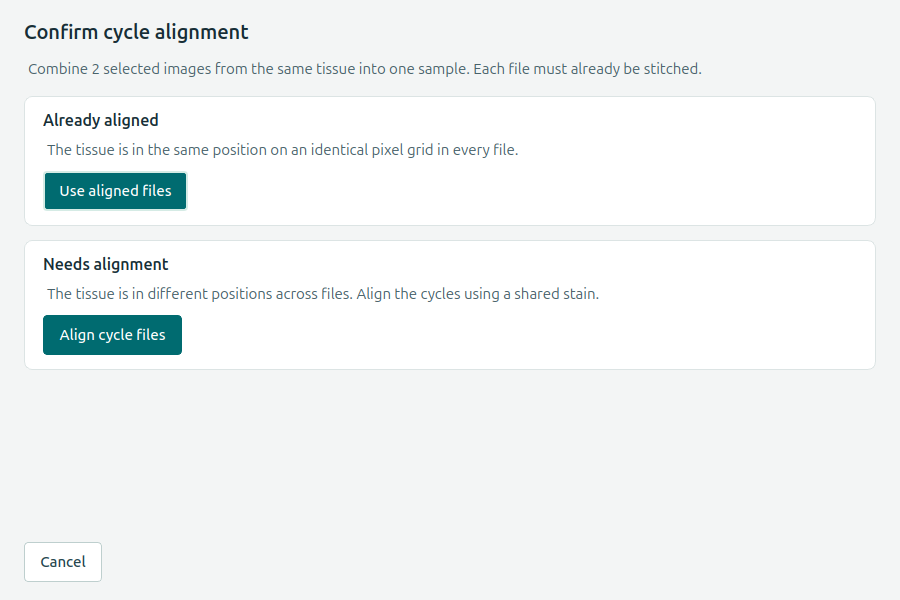 Confirm cycle alignment
Combine 2 selected images from the same tissue into one sample. Each file must already be stitched.
Already aligned
The tissue is in the same position on an identical pixel grid in every file.
Use aligned files
Needs alignment
The tissue is in different positions across files. Align the cycles using a shared stain.
Align cycle files
Cancel